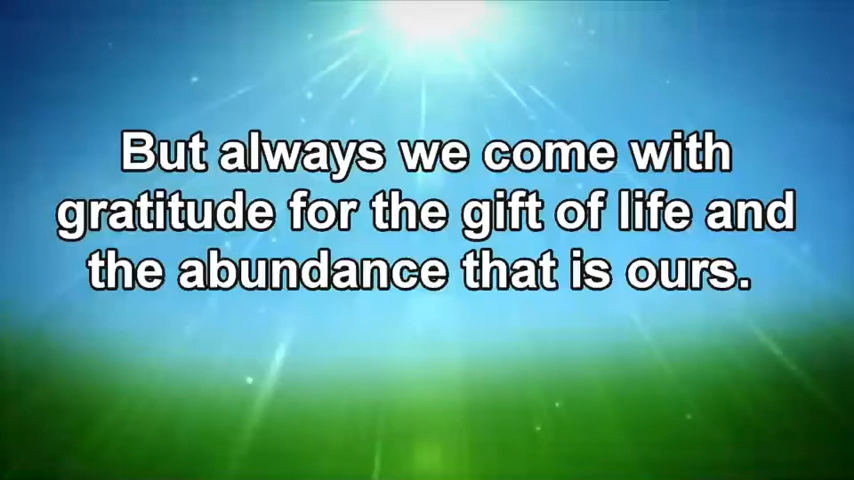 But always we come with
gratitude for the gift of life and
the abundance that is ours.